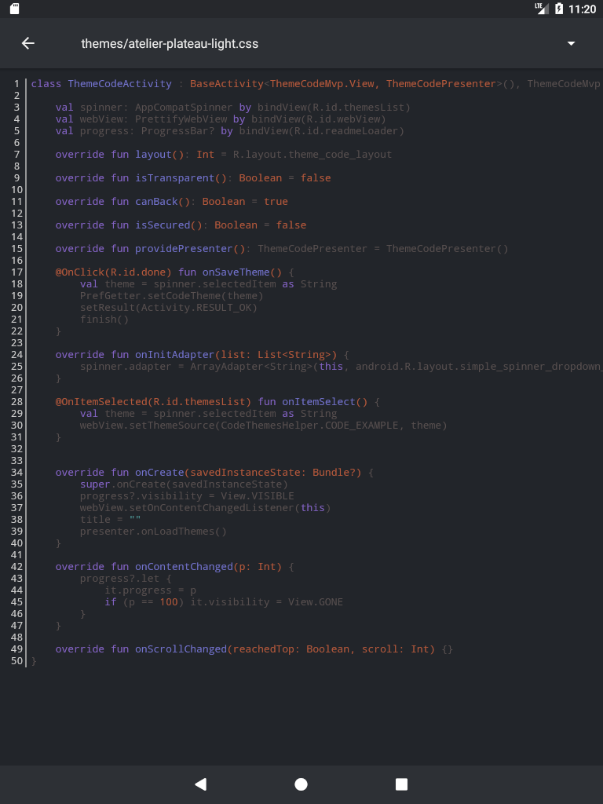 LTE 11:20
themes/atelier-plateau-light.css
1 class ThemeCodeActivity : BaseActivity<ThemeCodeMvp.View, ThemeCodePresenter>(), ThemeCodeMvp
2
3     val spinner: AppCompatSpinner by bindView(R.id.themesList)
4     val webView: PrettifyWebView by bindView(R.id.webView)
5     val progress: ProgressBar? by bindView(R.id.readmeLoader)
6
7     override fun layout(): Int = R.layout.theme_code_layout
8
9     override fun isTransparent(): Boolean = false
10
11     override fun canBack(): Boolean = true
12
13     override fun isSecured(): Boolean = false
14
15     override fun providePresenter(): ThemeCodePresenter = ThemeCodePresenter()
16
17     @OnClick(R.id.done) fun onSaveTheme() {
18         val theme = spinner.selectedItem as String
19         PrefGetter.setCodeTheme(theme)
20         setResult(Activity.RESULT_OK)
21         finish()
22     }
23
24     override fun onInitAdapter(list: List<String>) {
25         spinner.adapter = ArrayAdapter<String>(this, android.R.layout.simple_spinner_dropdown_
26     }
27
28     @OnItemSelected(R.id.themesList) fun onItemSelect() {
29         val theme = spinner.selectedItem as String
30         webView.setThemeSource(CodeThemesHelper.CODE_EXAMPLE, theme)
31     }
32
33
34     override fun onCreate(savedInstanceState: Bundle?) {
35         super.onCreate(savedInstanceState)
36         progress?.visibility = View.VISIBLE
37         webView.setOnContentChangedListener(this)
38         title = ""
39         presenter.onLoadThemes()
40     }
41
42     override fun onContentChanged(p: Int) {
43         progress?.let {
44             it.progress = p
45             if (p == 100) it.visibility = View.GONE
46         }
47     }
48
49     override fun onScrollChanged(reachedTop: Boolean, scroll: Int) {}
50 }